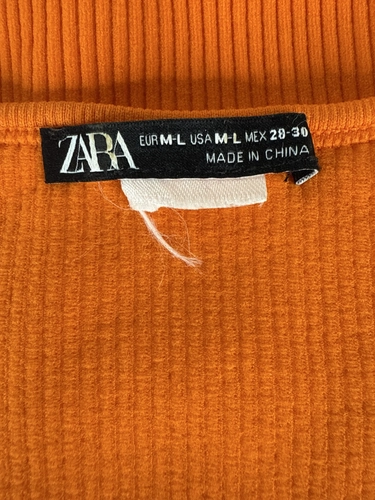 ZARA
EUR M-L USA M-L MEX 28-30
MADE IN CHINA